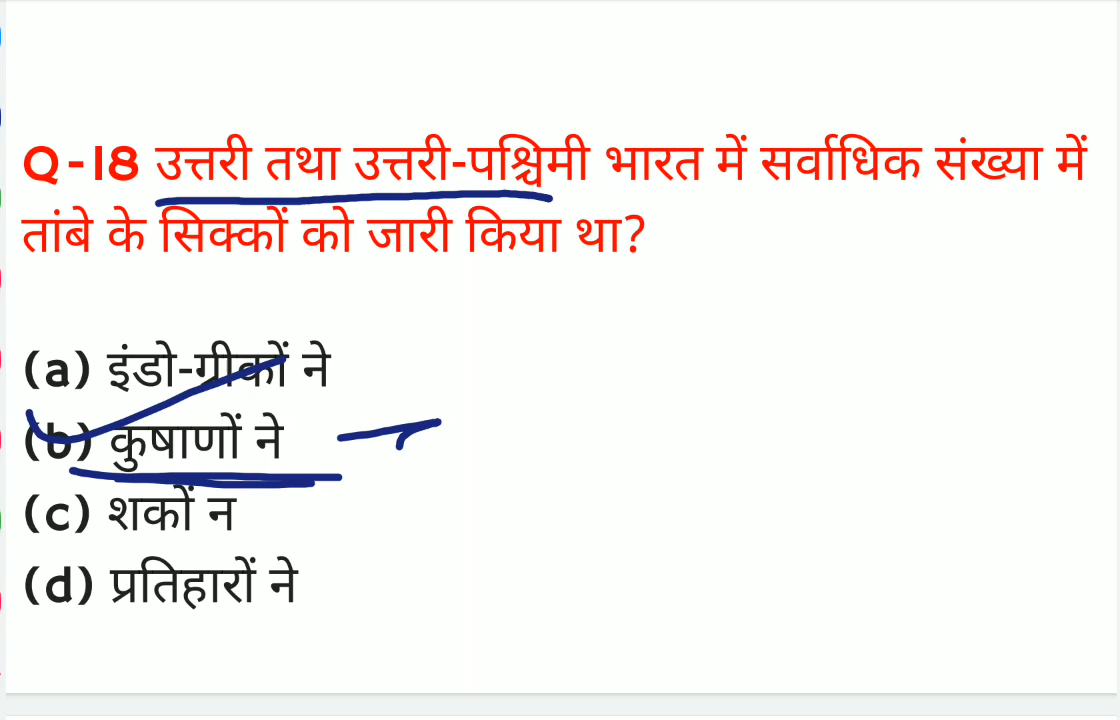 Q-18 उत्तरी तथा उत्तरी-पश्चिमी भारत में सर्वाधिक संख्या में
तांबे के सिक्कों को जारी किया था?
(a) इंडो-ग्रीकों ने
(b) कुषाणों ने
(c) शकों न
(d) प्रतिहारों ने